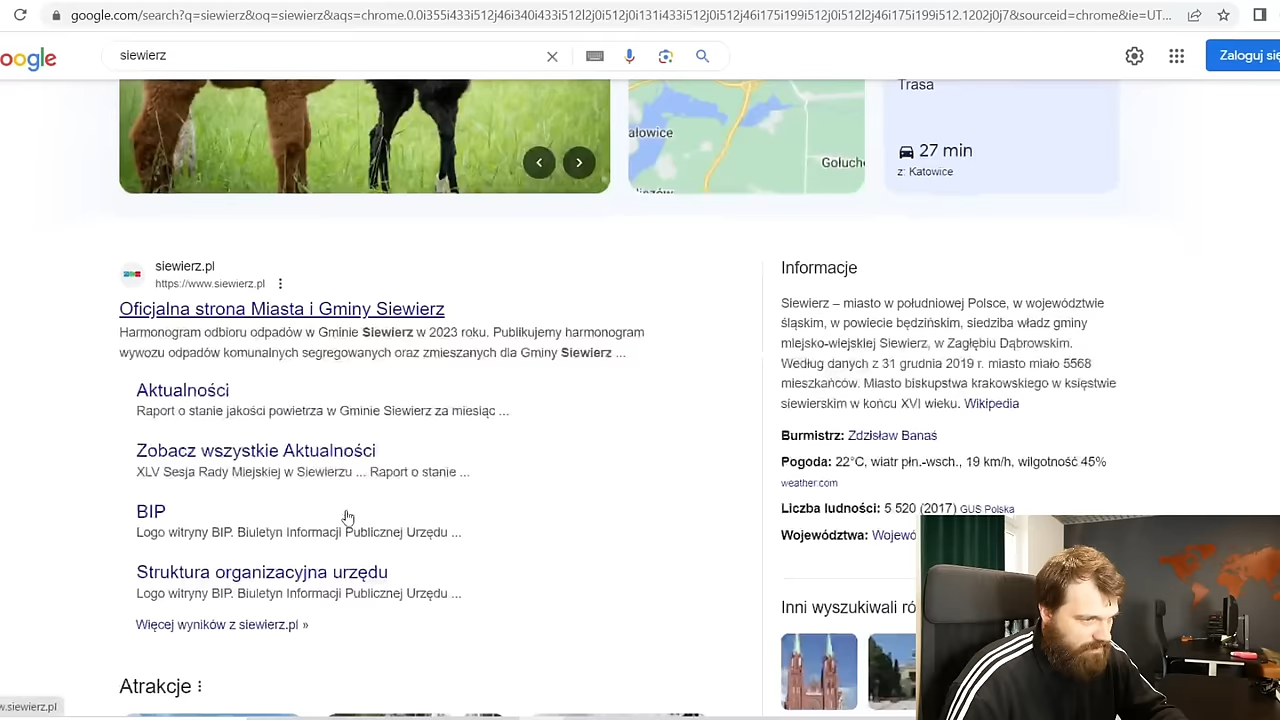 google.com/search?q=siewierz&oq=siewierz&aqs=chrome.0.0i355i433i512j46i340i433i512l2j0i512j0i131i433i512j0i512j46i175i199i512j0i512l2j46i175i199i512.1202j0j7&sourceid=chrome&ie=UT...
oogle
siewierz
Zaloguj się
Trasa
27 min
z: Katowice
Gołuch
siewierz.pl
https://www.siewierz.pl
Oficjalna strona Miasta i Gminy Siewierz
Harmonogram odbioru odpadów w Gminie Siewierz w 2023 roku. Publikujemy harmonogram
wywozu odpadów komunalnych segregowanych oraz zmieszanych dla Gminy Siewierz ...
Aktualności
Raport o stanie jakości powietrza w Gminie Siewierz za miesiąc ...
Zobacz wszystkie Aktualności
XLV Sesja Rady Miejskiej w Siewierzu ... Raport o stanie ...
BIP
Logo witryny BIP. Biuletyn Informacji Publicznej Urzędu ...
Struktura organizacyjna urzędu
Logo witryny BIP. Biuletyn Informacji Publicznej Urzędu ...
Więcej wyników z siewierz.pl »
Atrakcje
Informacje
Siewierz – miasto w południowej Polsce, w województwie
śląskim, w powiecie będzińskim, siedziba władz gminy
miejsko-wiejskiej Siewierz, w Zagłębiu Dąbrowskim.
Według danych z 31 grudnia 2019 r. miasto miało 5568
mieszkańców. Miasto biskupstwa krakowskiego w księstwie
siewierskim w końcu XVI wieku. Wikipedia
Burmistrz: Zdzisław Banaś
Pogoda: 22°C, wiatr płn.-wsch., 19 km/h, wilgotność 45%
weather.com
Liczba ludności: 5 520 (2017) GUS Polska
Województwa: Wojewó
Inni wyszukiwali ró
w.siewierz.pl